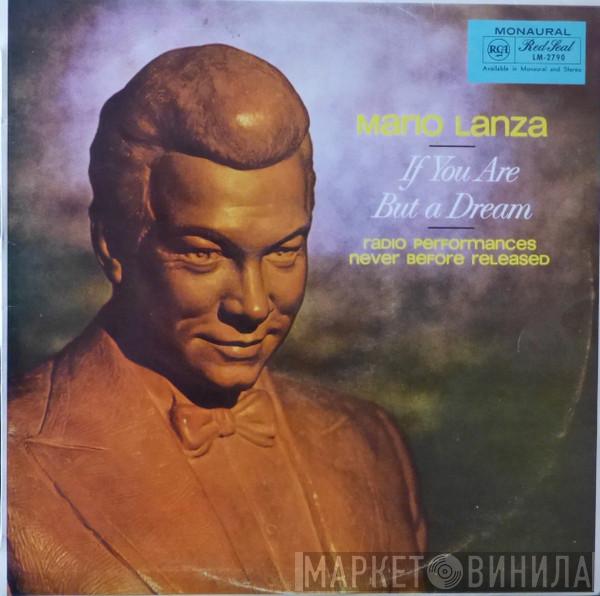 MONAURAL
RCA Red Seal
LM-2790
Available in Monaural and Stereo
Mario Lanza
If You Are
But a Dream
radio performances
never before released
МАРКЕТ ВИНИЛА